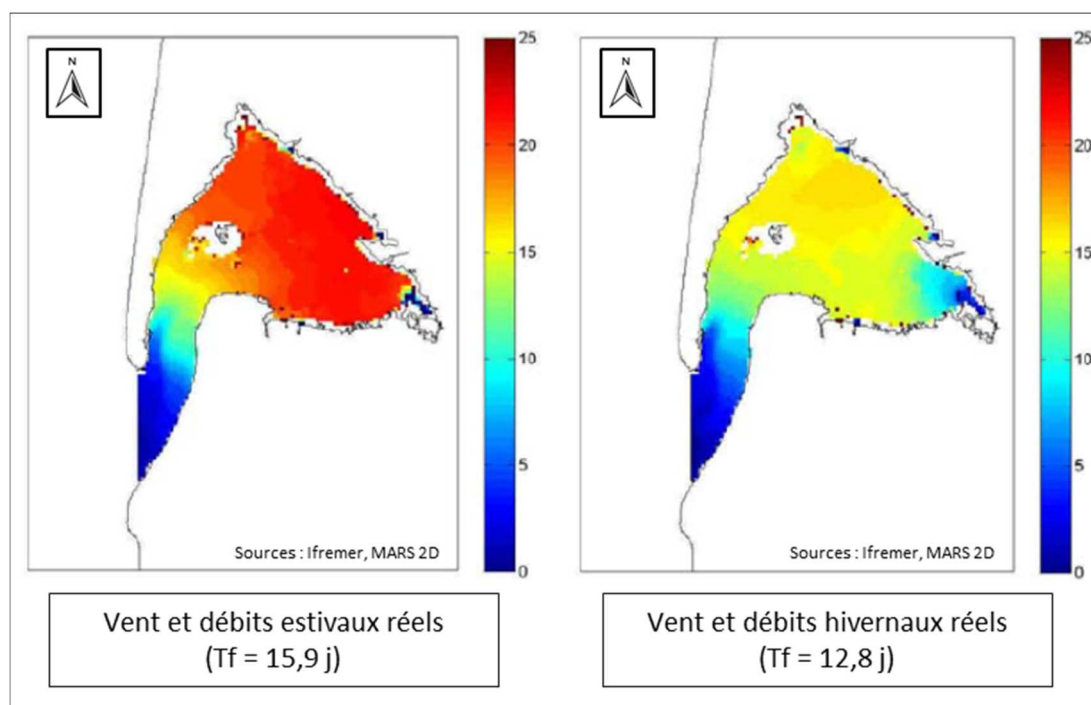 N
25
20
15
10
5
0
Sources : Ifremer, MARS 2D
Vent et débits estivaux réels
(Tf = 15,9 j)
N
25
20
15
10
5
0
Sources : Ifremer, MARS 2D
Vent et débits hivernaux réels
(Tf = 12,8 j)